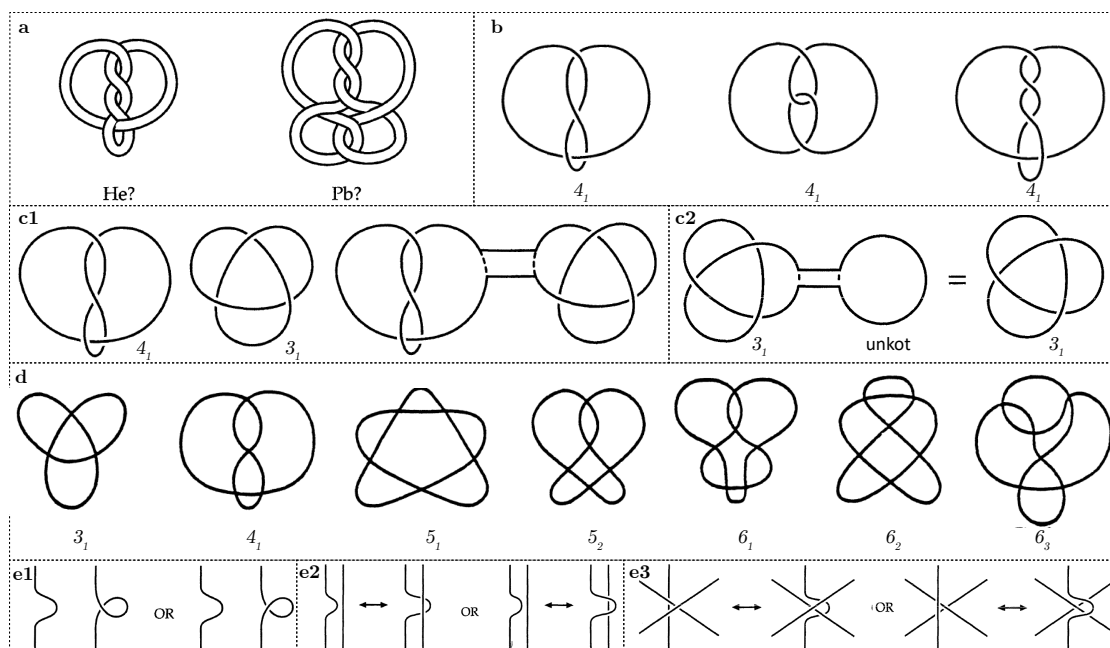 a
b
He?
Pb?
4₁
4₁
4₁
c1
c2
4₁
3₁
3₁
unkot
=
3₁
d
3₁
4₁
5₁
5₂
6₁
6₂
6₃
e1
e2
e3
OR
OR
OR